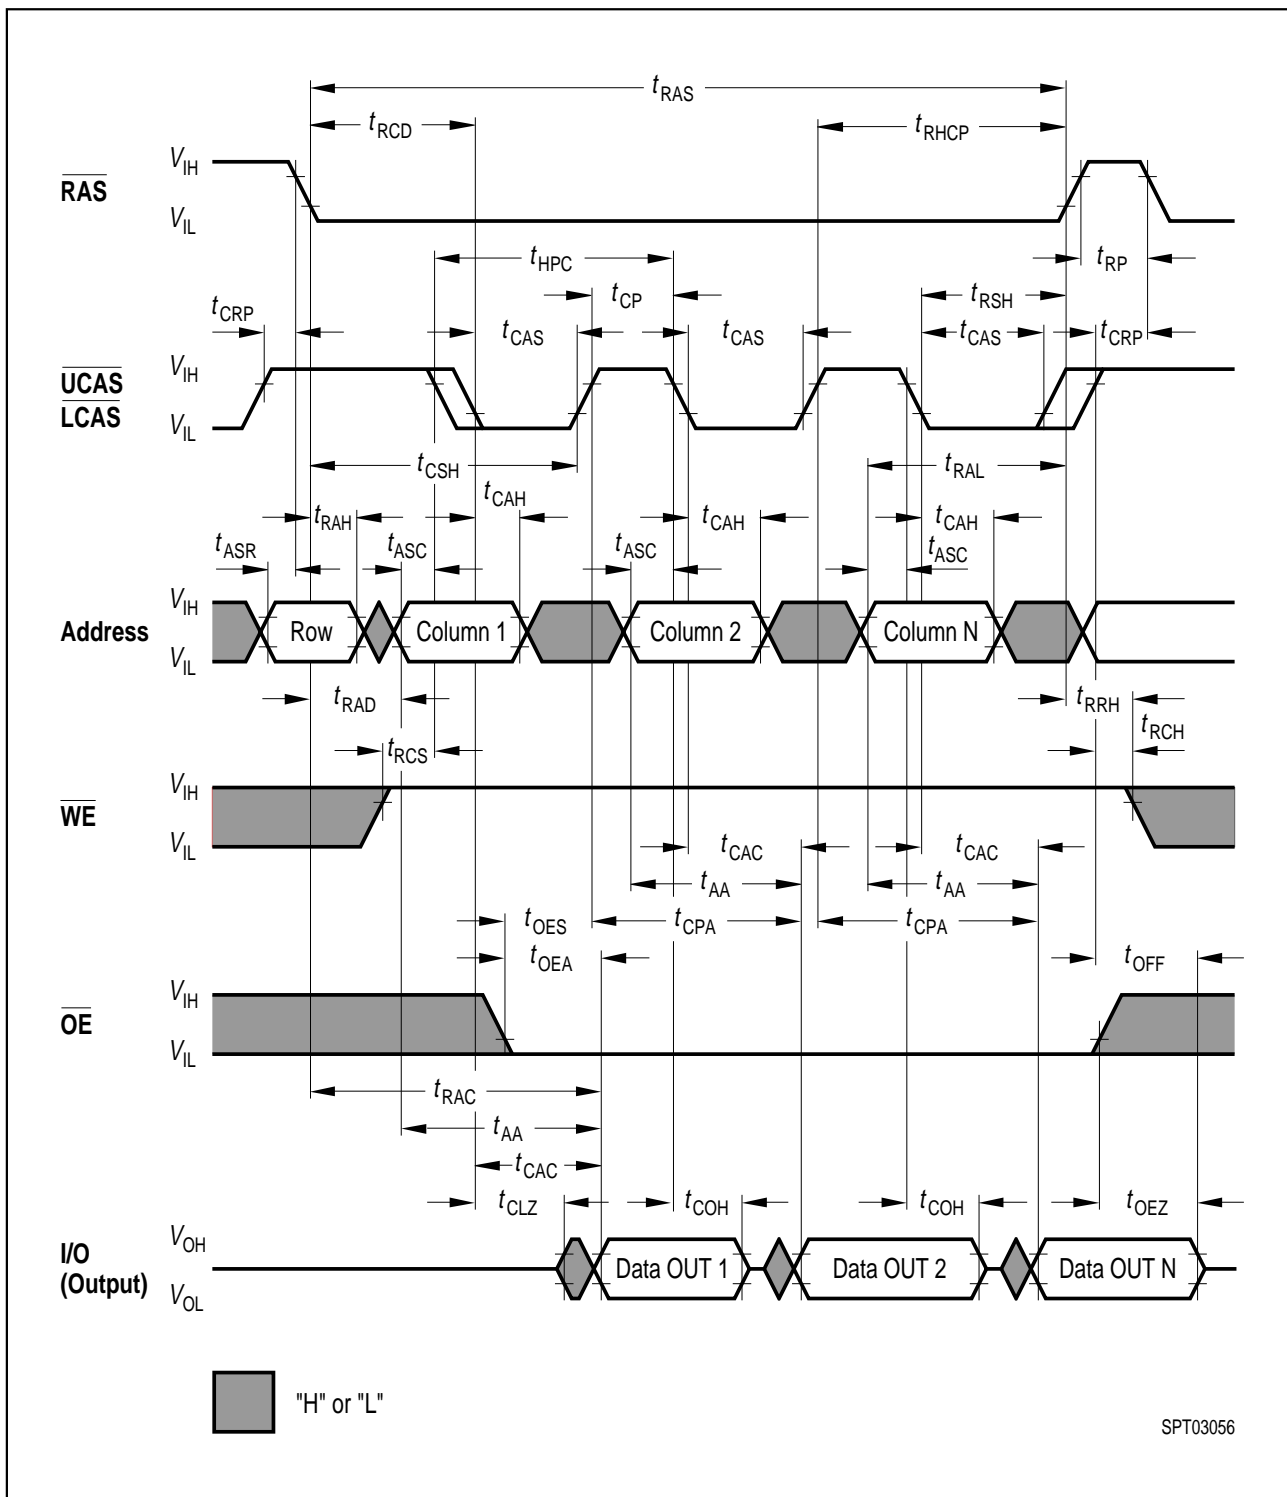 tRAS
tRCD tRHCP
RAS VIH
VIL
tHPC tRP
tCP tRSH
tCRP tCAS tCAS tCAS tCRP
UCAS VIH
LCAS VIL
tCSH tRAL
tCAH
tRAH tCAH tCAH
tASR tASC tASC tASC
VIH
Address Row Column 1 Column 2 Column N
VIL
tRAD tRRH
tRCH
tRCS
VIH
WE
VIL
tCAC tCAC
tAA tAA
tOES tCPA tCPA
tOEA tOFF
VIH
OE
VIL
tRAC
tAA
tCAC
tCLZ tCOH tCOH tOEZ
I/O VOH
Data OUT 1 Data OUT 2 Data OUT N
(Output) VOL
"H" or "L"
SPT03056